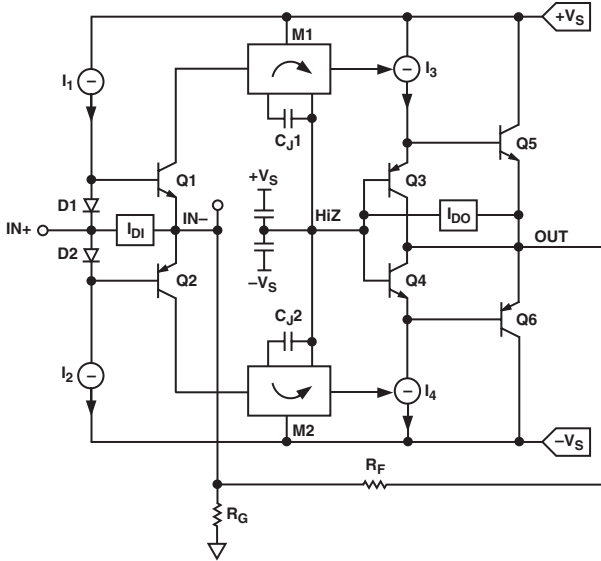 +VS
M1
I1
I3
CJ1
Q5
Q1
+VS
Q3
D1
IN–
IN+
IDI
HiZ
IDO
OUT
D2
Q2
–VS
Q4
Q6
CJ2
I2
I4
M2
–VS
RF
RG